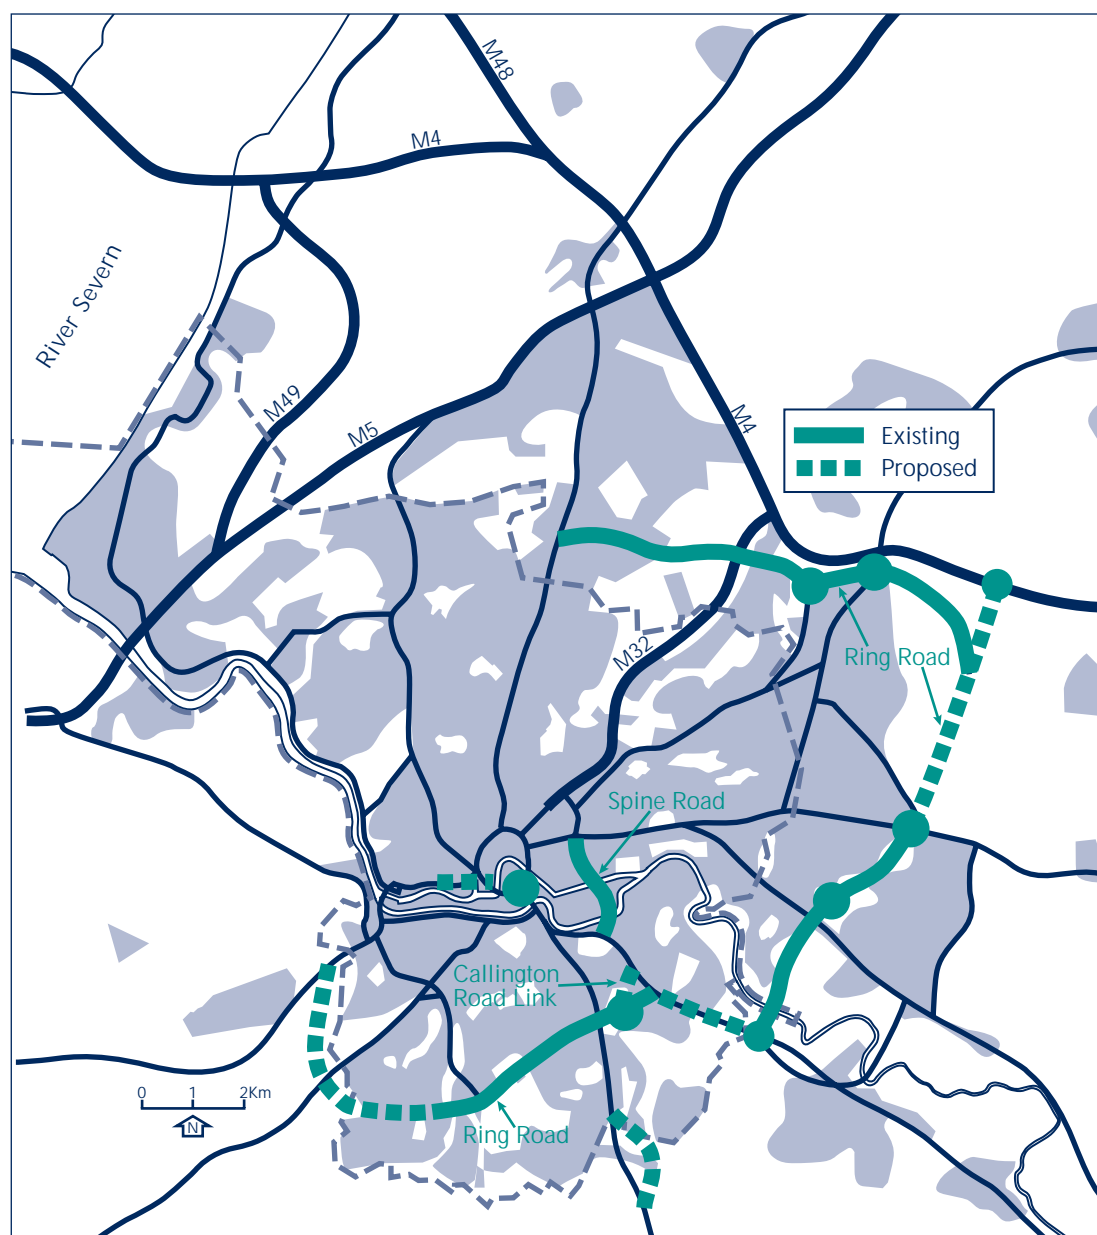 M48
M4
River Severn
M49
M5
M4
Existing
Proposed
M32
Ring Road
Spine Road
Callington
Road Link
0 1 2Km
N
Ring Road